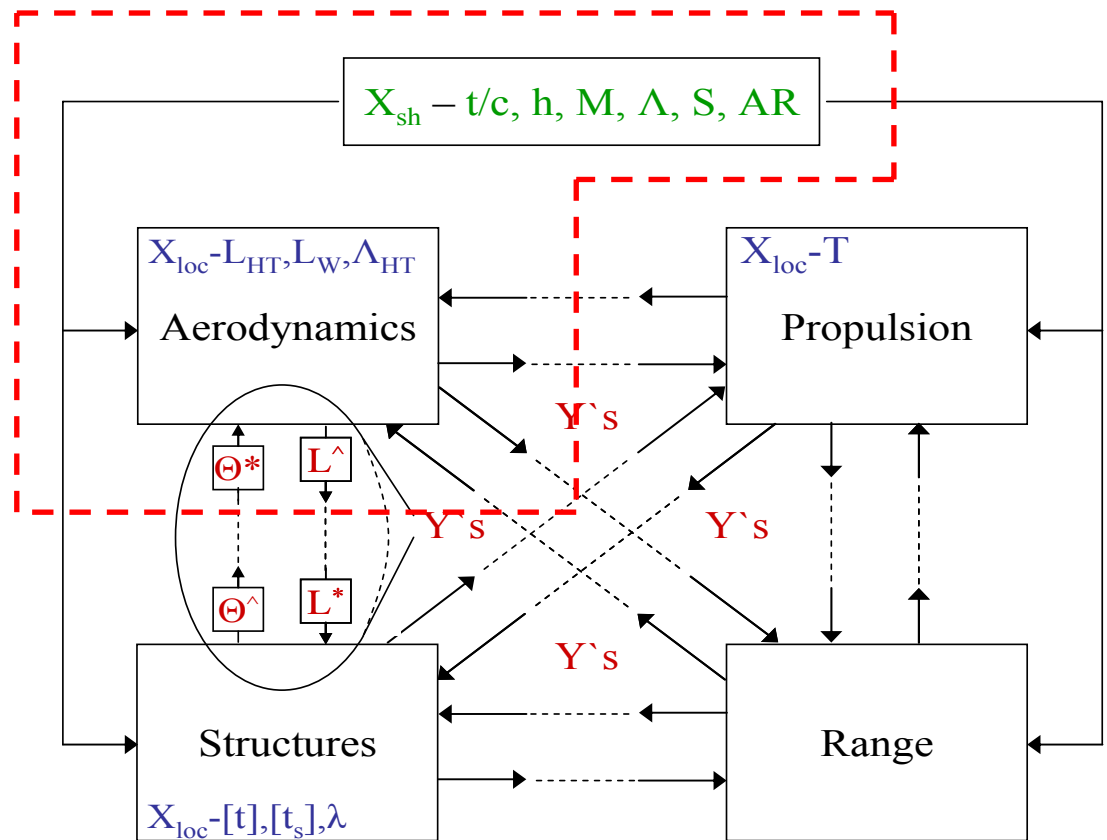 X_sh – t/c, h, M, Λ, S, AR
X_loc-L_HT,L_W,Λ_HT
Aerodynamics
X_loc-T
Propulsion
Y`s
Θ*
L^
Y`s
Y`s
Θ^
L*
Y`s
Structures
X_loc-[t],[t_s],λ
Range